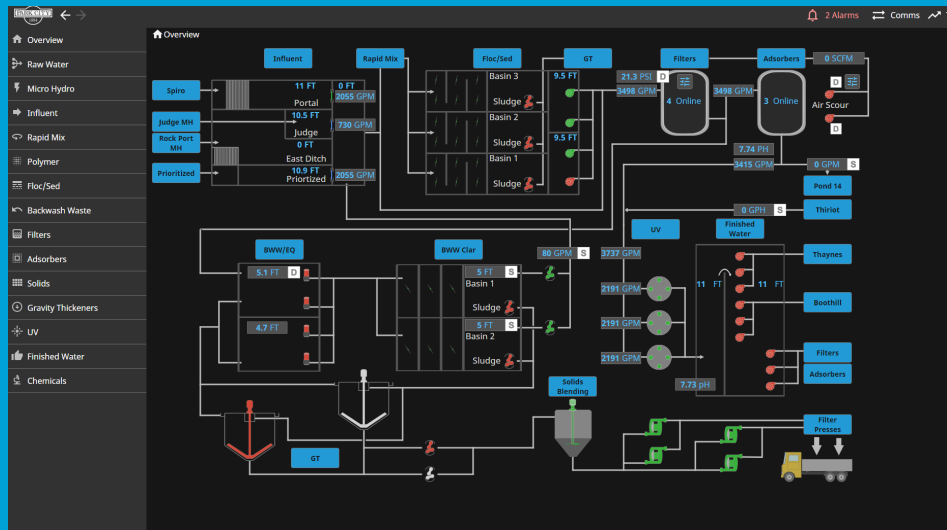 PARK CITY
1884
2 Alarms
Comms
Overview
Raw Water
Micro Hydro
Influent
Rapid Mix
Polymer
Floc/Sed
Backwash Waste
Filters
Adsorbers
Solids
Gravity Thickeners
UV
Finished Water
Chemicals
Overview
Influent
Rapid Mix
Floc/Sed
GT
Filters
Adsorbers
0 SCFM
Spiro
11 FT
Portal
0 FT
2055 GPM
Judge MH
10.5 FT
Judge
730 GPM
Rock Port
MH
0 FT
East Ditch
Prioritized
10.9 FT
Prioritized
2055 GPM
Basin 3
Sludge
9.5 FT
Basin 2
Sludge
9.5 FT
Basin 1
Sludge
21.3 PSI
D
3498 GPM
4 Online
3498 GPM
3 Online
D
Air Scour
D
7.74 PH
3415 GPM
0 GPM
S
Pond 14
0 GPH
S
Thiriot
BWW/EQ
BWW Clar
80 GPM
S
UV
3737 GPM
Finished
Water
Thaynes
5.1 FT
D
5 FT
S
Basin 1
Sludge
2191 GPM
11 FT
11 FT
Boothill
4.7 FT
5 FT
S
Basin 2
Sludge
2191 GPM
2191 GPM
Filters
7.73 pH
Adsorbers
Solids
Blending
GT
Filter
Presses